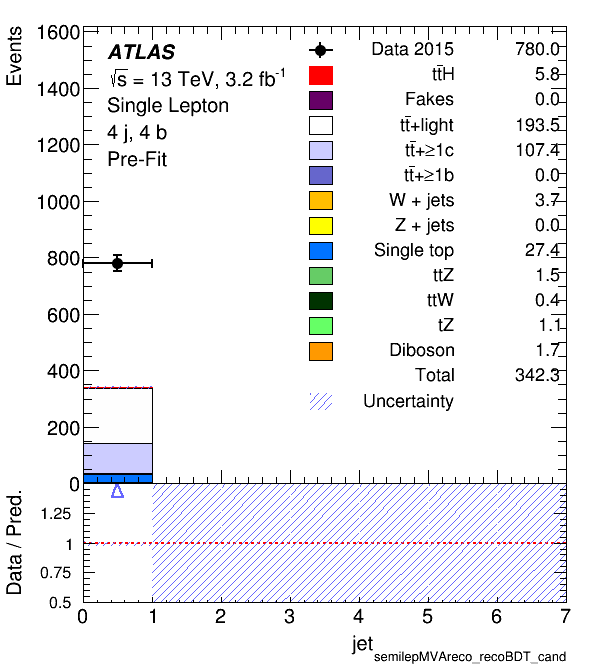 Events
1600
1400
1200
1000
800
600
400
200
0
ATLAS
√s = 13 TeV, 3.2 fb⁻¹
Single Lepton
4 j, 4 b
Pre-Fit
Data 2015 780.0
tt̄H 5.8
Fakes 0.0
tt̄+light 193.5
tt̄+≥1c 107.4
tt̄+≥1b 0.0
W + jets 3.7
Z + jets 0.0
Single top 27.4
ttZ 1.5
ttW 0.4
tZ 1.1
Diboson 1.7
Total 342.3
Uncertainty
Data / Pred.
1.25
1
0.75
0.5
0 1 2 3 4 5 6 7
jet
semilepMVAreco_recoBDT_cand